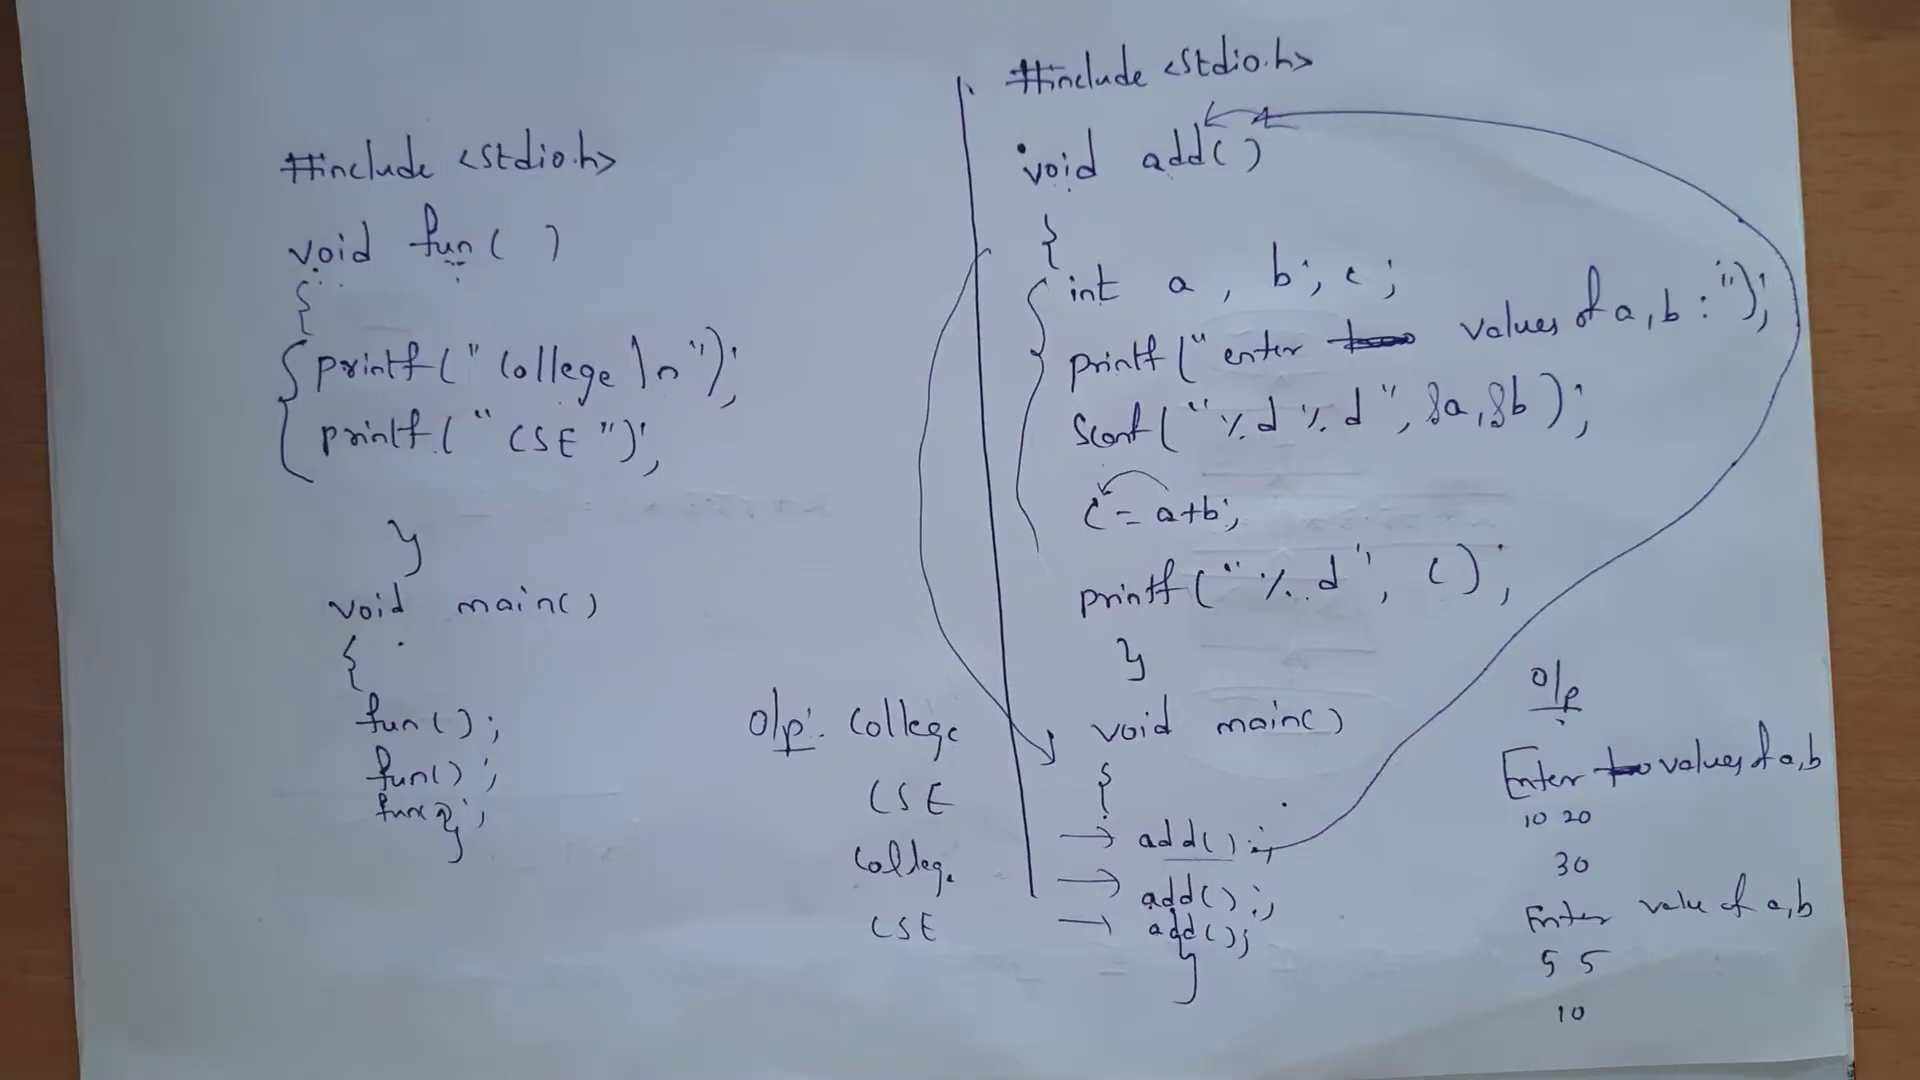 #include <stdio.h>
void fun( )
{
printf("College \n");
printf("CSE");
}
void main()
{
fun();
fun();
fun();
}
O/p: College
CSE
College
CSE
#include <stdio.h>
void add()
{
int a, b, c;
printf("enter values of a,b:");
Scanf("%d %d", &a,&b);
c = a+b;
printf("%d", c);
}
void main()
{
→ add();
→ add();
→ add();
}
O/p
Enter values of a,b
10 20
30
Enter value of a,b
5 5
10